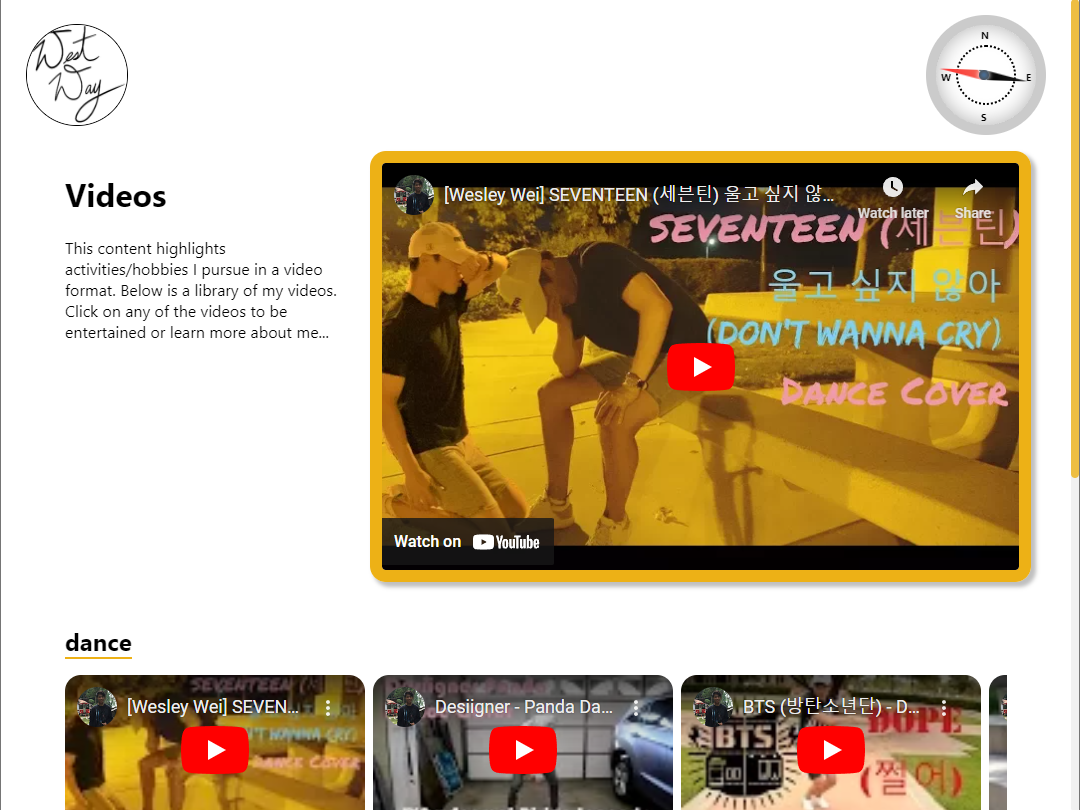 West
Way
N
W
E
S
Videos
This content highlights
activities/hobbies I pursue in a video
format. Below is a library of my videos.
Click on any of the videos to be
entertained or learn more about me...
[Wesley Wei] SEVENTEEN (세븐틴) 울고 싶지 않...
Watch later
Share
SEVENTEEN (세븐틴)
울고 싶지 않아
(DON'T WANNA CRY)
DANCE COVER
Watch on YouTube
dance
[Wesley Wei] SEVEN...
SEVENTEEN
DON'T WANNA CRY)
DANCE COVER
Desiigner - Panda Da...
BTS (방탄소년단) - D...
BTS
DOPE
(쩔어)